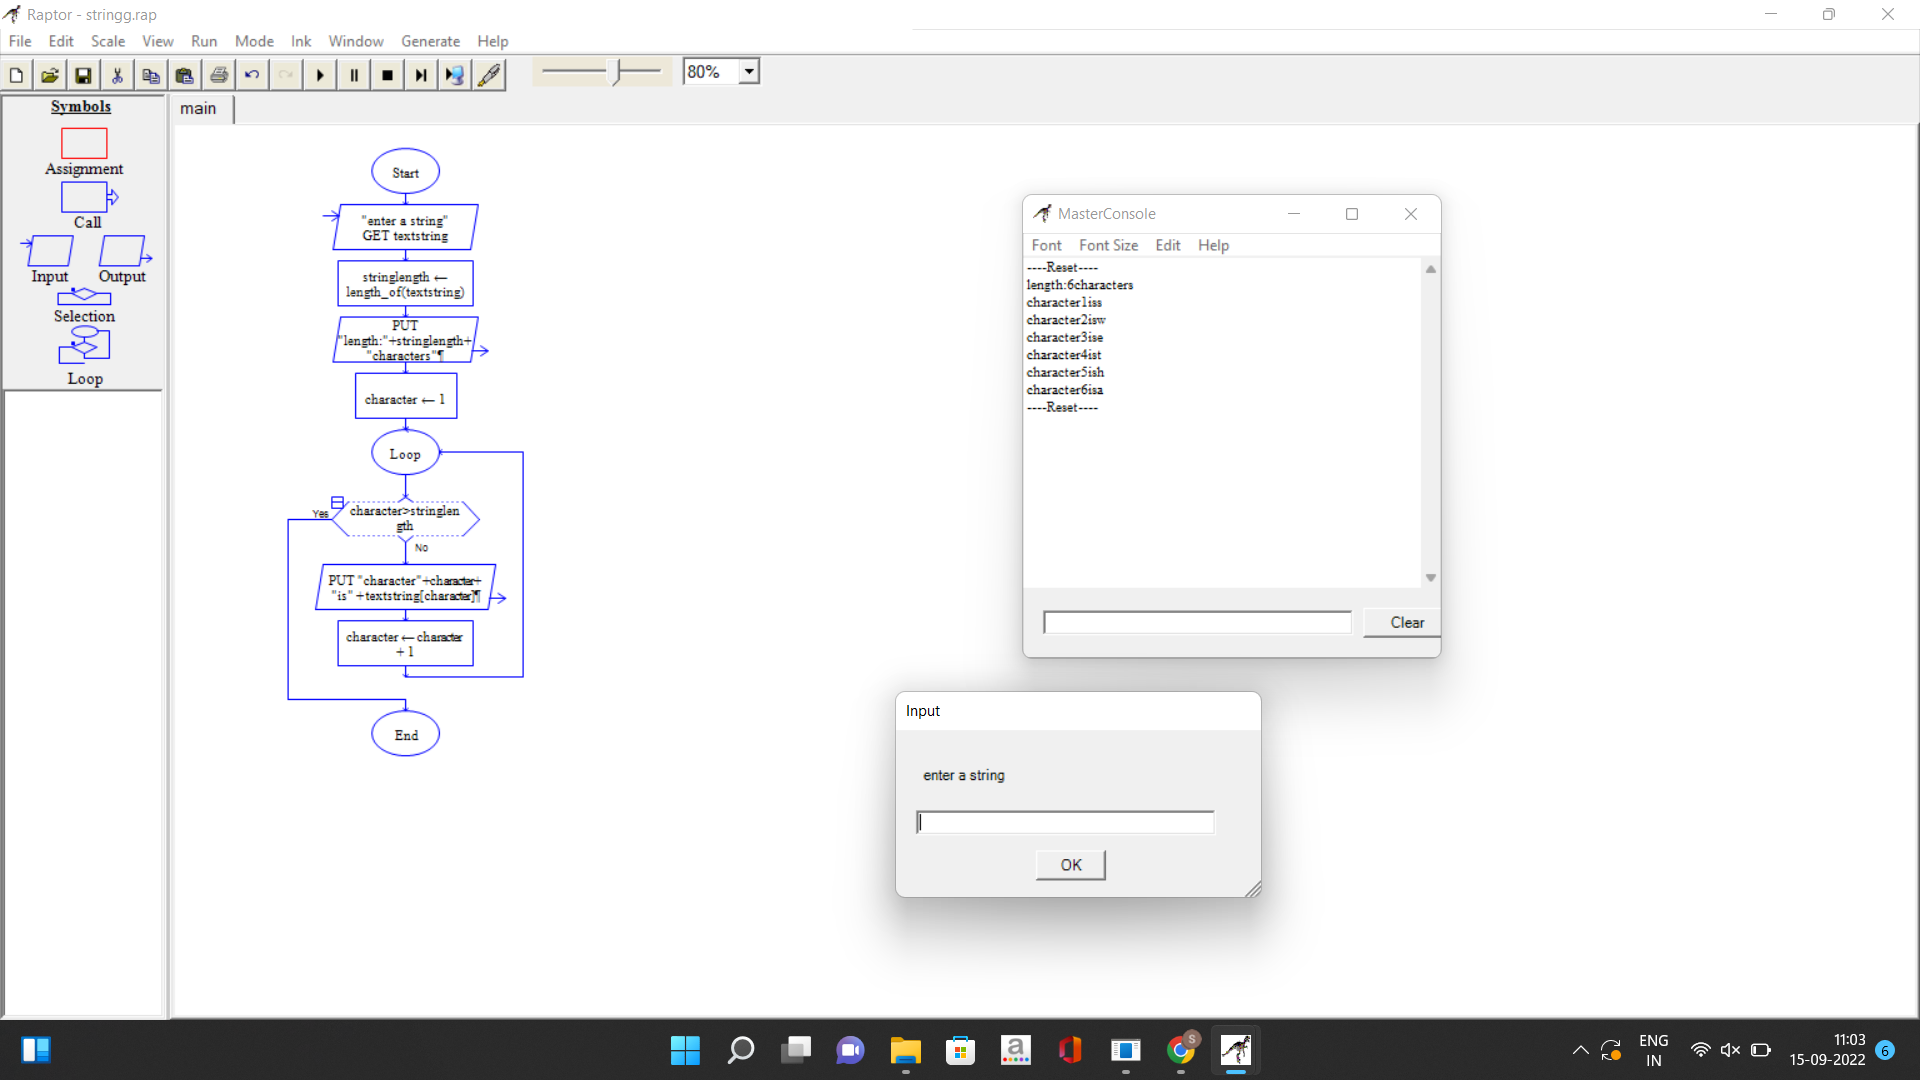 Raptor - stringg.rap
File Edit Scale View Run Mode Ink Window Generate Help
80%
Symbols
Assignment
Call
Input Output
Selection
Loop
main
Start
"enter a string"
GET textstring
stringlength ←
length_of(textstring)
PUT
"length:"+stringlength+
"characters"¶
character ← 1
Loop
Yes
character>stringlen
gth
No
PUT "character"+character+
"is" +textstring[character]¶
character ← character
+ 1
End
MasterConsole
Font Font Size Edit Help
----Reset----
length:6characters
character1iss
character2isw
character3ise
character4ist
character5ish
character6isa
----Reset----
Clear
Input
enter a string
OK
a
S
ENG
IN
11:03
15-09-2022
6